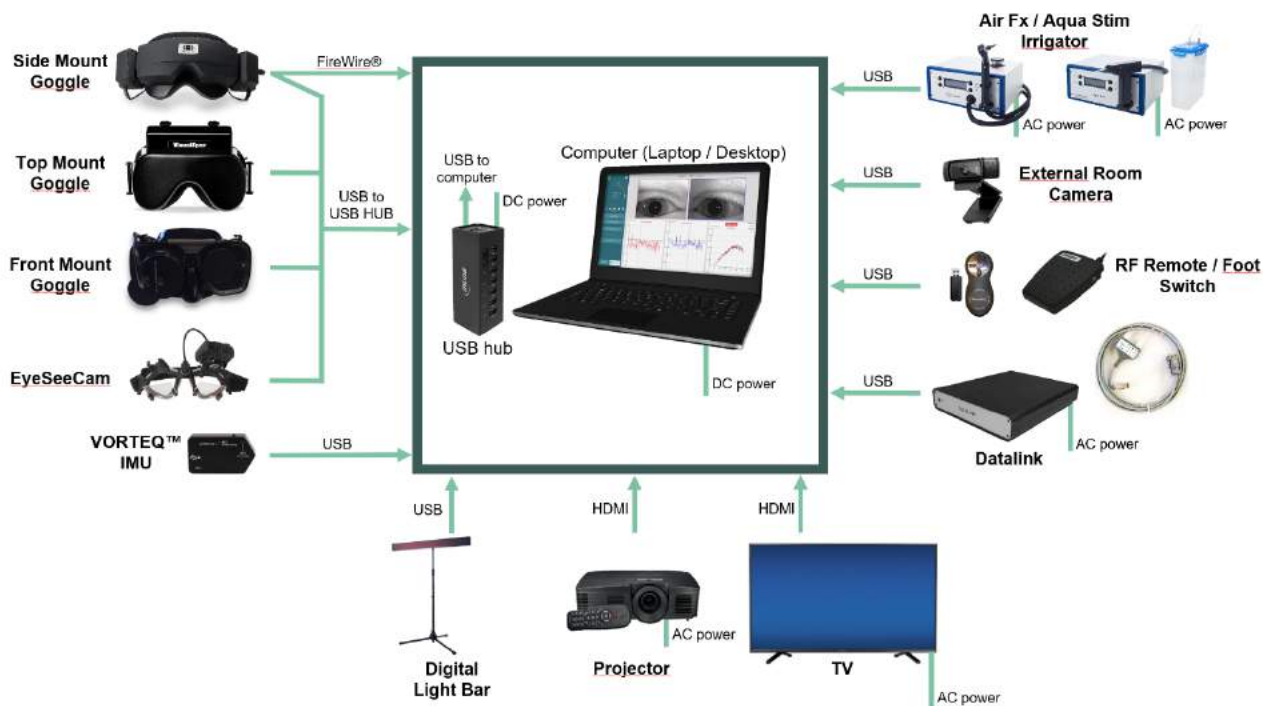 Side Mount
Goggle
FireWire®
Top Mount
Goggle
USB to
USB HUB
Front Mount
Goggle
EyeSeeCam
VORTEQ™
IMU
USB
USB to
computer
DC power
USB hub
Computer (Laptop / Desktop)
DC power
Air Fx / Aqua Stim
Irrigator
USB
AC power
AC power
USB
External Room
Camera
USB
RF Remote / Foot
Switch
USB
AC power
Datalink
USB
Digital
Light Bar
HDMI
AC power
Projector
HDMI
TV
AC power